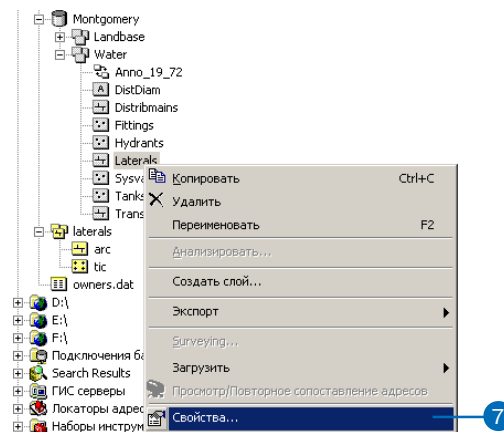 Montgomery
Landbase
Water
Anno_19_72
DistDiam
Distribmains
Fittings
Hydrants
Laterals
Копировать Ctrl+C
Удалить
Переименовать F2
Анализировать...
Создать слой...
Экспорт
Surveying...
Загрузить
Просмотр/Повторное сопоставление адресов
Свойства...
7
Sysva
Tanks
Trans
laterals
arc
tic
owners.dat
D:\
E:\
F:\
Подключения ба
Search Results
ГИС серверы
Локаторы адрес
Наборы инструм